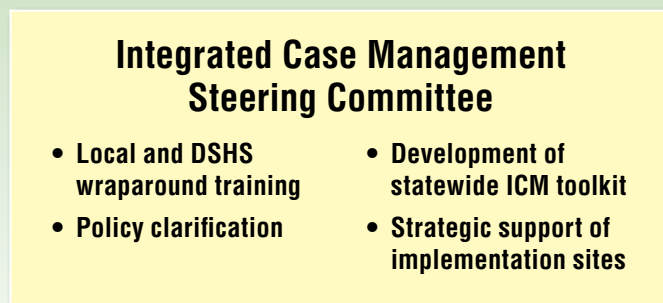 Integrated Case Management
Steering Committee
• Local and DSHS
wraparound training
• Policy clarification
• Development of
statewide ICM toolkit
• Strategic support of
implementation sites